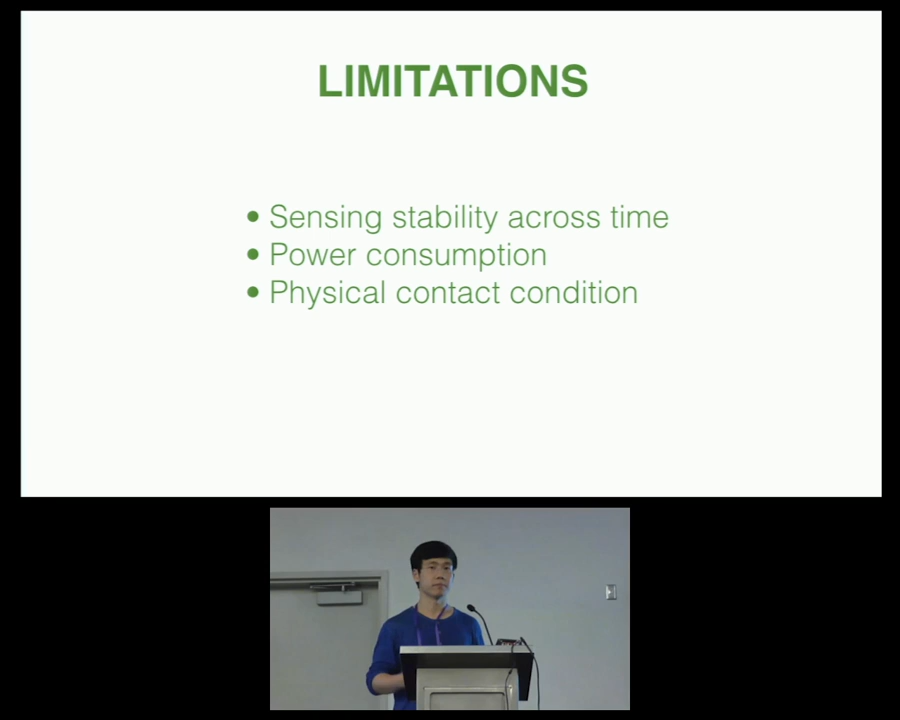 LIMITATIONS
• Sensing stability across time
• Power consumption
• Physical contact condition